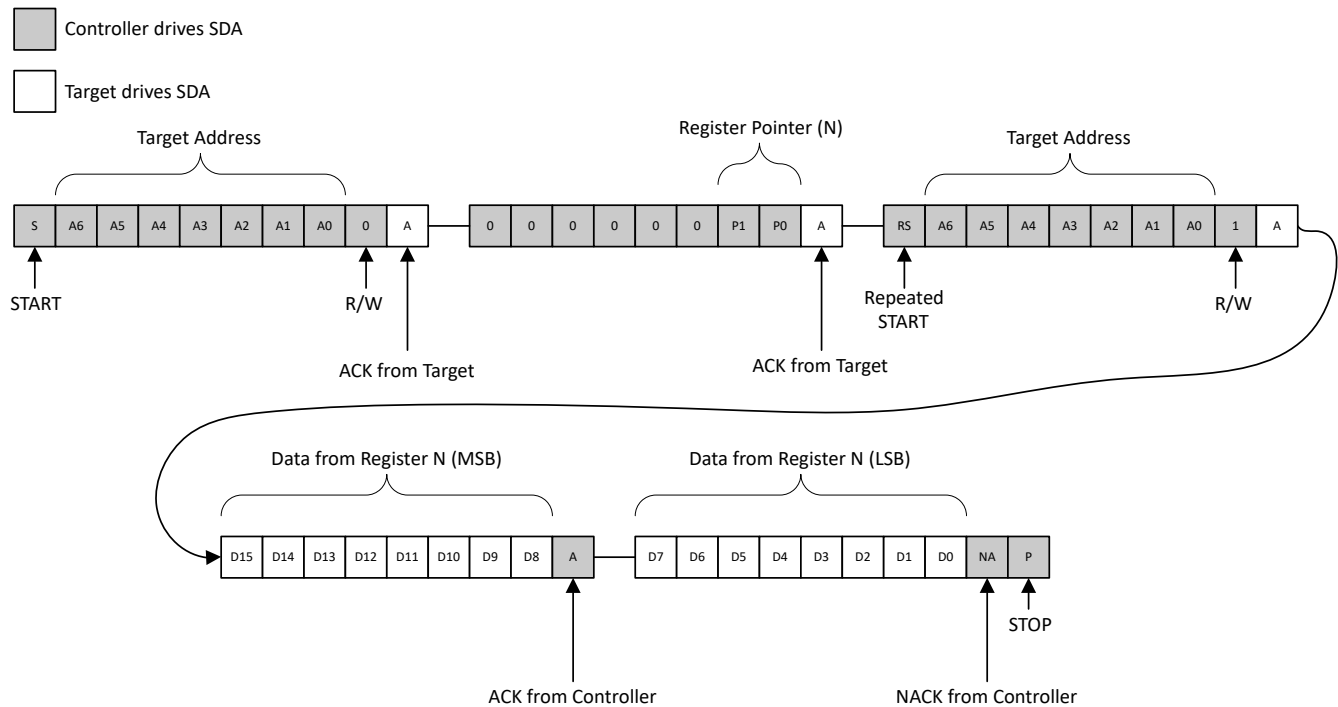 Controller drives SDA
Target drives SDA
Target Address
Register Pointer (N)
Target Address
S A6 A5 A4 A3 A2 A1 A0 0 A 0 0 0 0 0 0 P1 P0 A RS A6 A5 A4 A3 A2 A1 A0 1 A
START
R/W
Repeated
START
R/W
ACK from Target
ACK from Target
Data from Register N (MSB)
Data from Register N (LSB)
D15 D14 D13 D12 D11 D10 D9 D8 A D7 D6 D5 D4 D3 D2 D1 D0 NA P
STOP
ACK from Controller
NACK from Controller